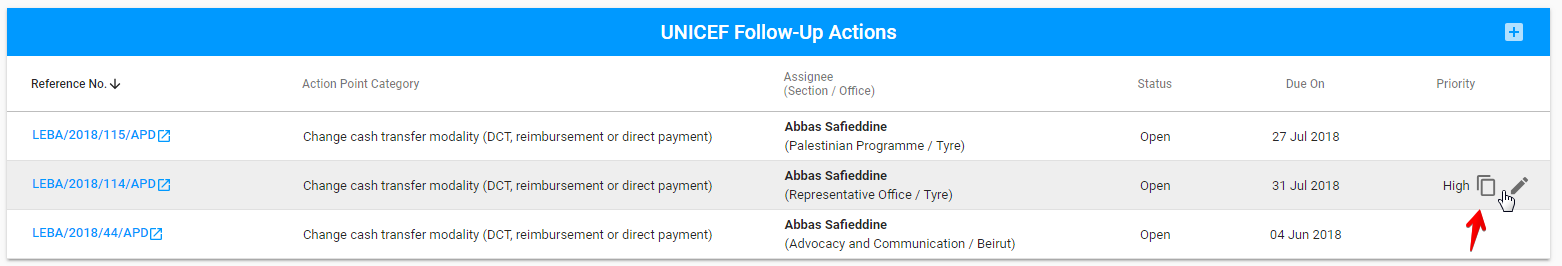 UNICEF Follow-Up Actions
Reference No. Action Point Category Assignee (Section / Office) Status Due On Priority
LEBA/2018/115/APD Change cash transfer modality (DCT, reimbursement or direct payment) Abbas Safieddine (Palestinian Programme / Tyre) Open 27 Jul 2018
LEBA/2018/114/APD Change cash transfer modality (DCT, reimbursement or direct payment) Abbas Safieddine (Representative Office / Tyre) Open 31 Jul 2018 High
LEBA/2018/44/APD Change cash transfer modality (DCT, reimbursement or direct payment) Abbas Safieddine (Advocacy and Communication / Beirut) Open 04 Jun 2018